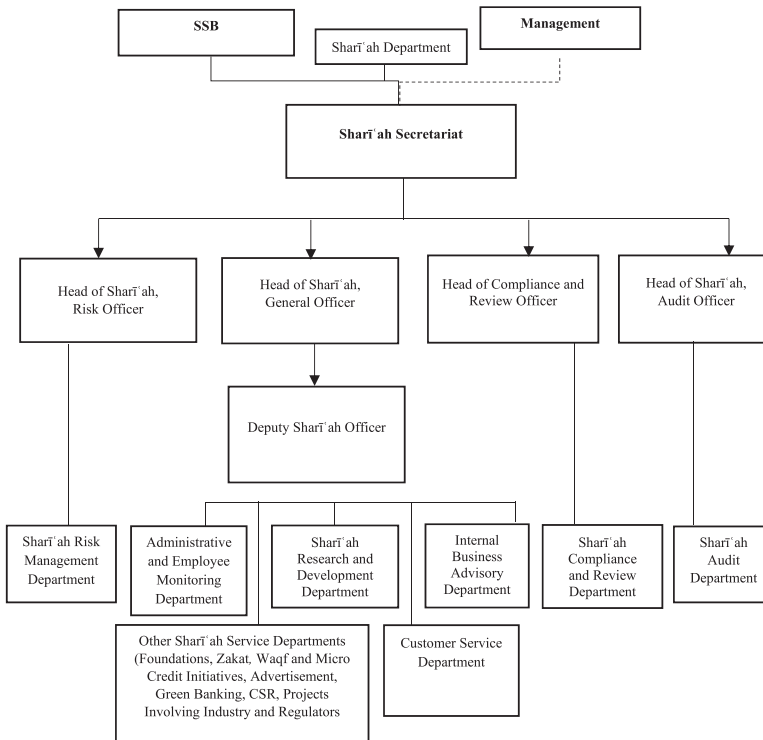 SSB
Sharīʿah Department
Management
Sharīʿah Secretariat
Head of Sharīʿah,
Risk Officer
Head of Sharīʿah,
General Officer
Head of Compliance and
Review Officer
Head of Sharīʿah,
Audit Officer
Deputy Sharīʿah Officer
Sharīʿah Risk
Management
Department
Administrative
and Employee
Monitoring
Department
Sharīʿah
Research and
Development
Department
Internal
Business
Advisory
Department
Sharīʿah
Compliance
and Review
Department
Sharīʿah
Audit
Department
Other Sharīʿah Service Departments
(Foundations, Zakat, Waqf and Micro
Credit Initiatives, Advertisement,
Green Banking, CSR, Projects
Involving Industry and Regulators
Customer Service
Department